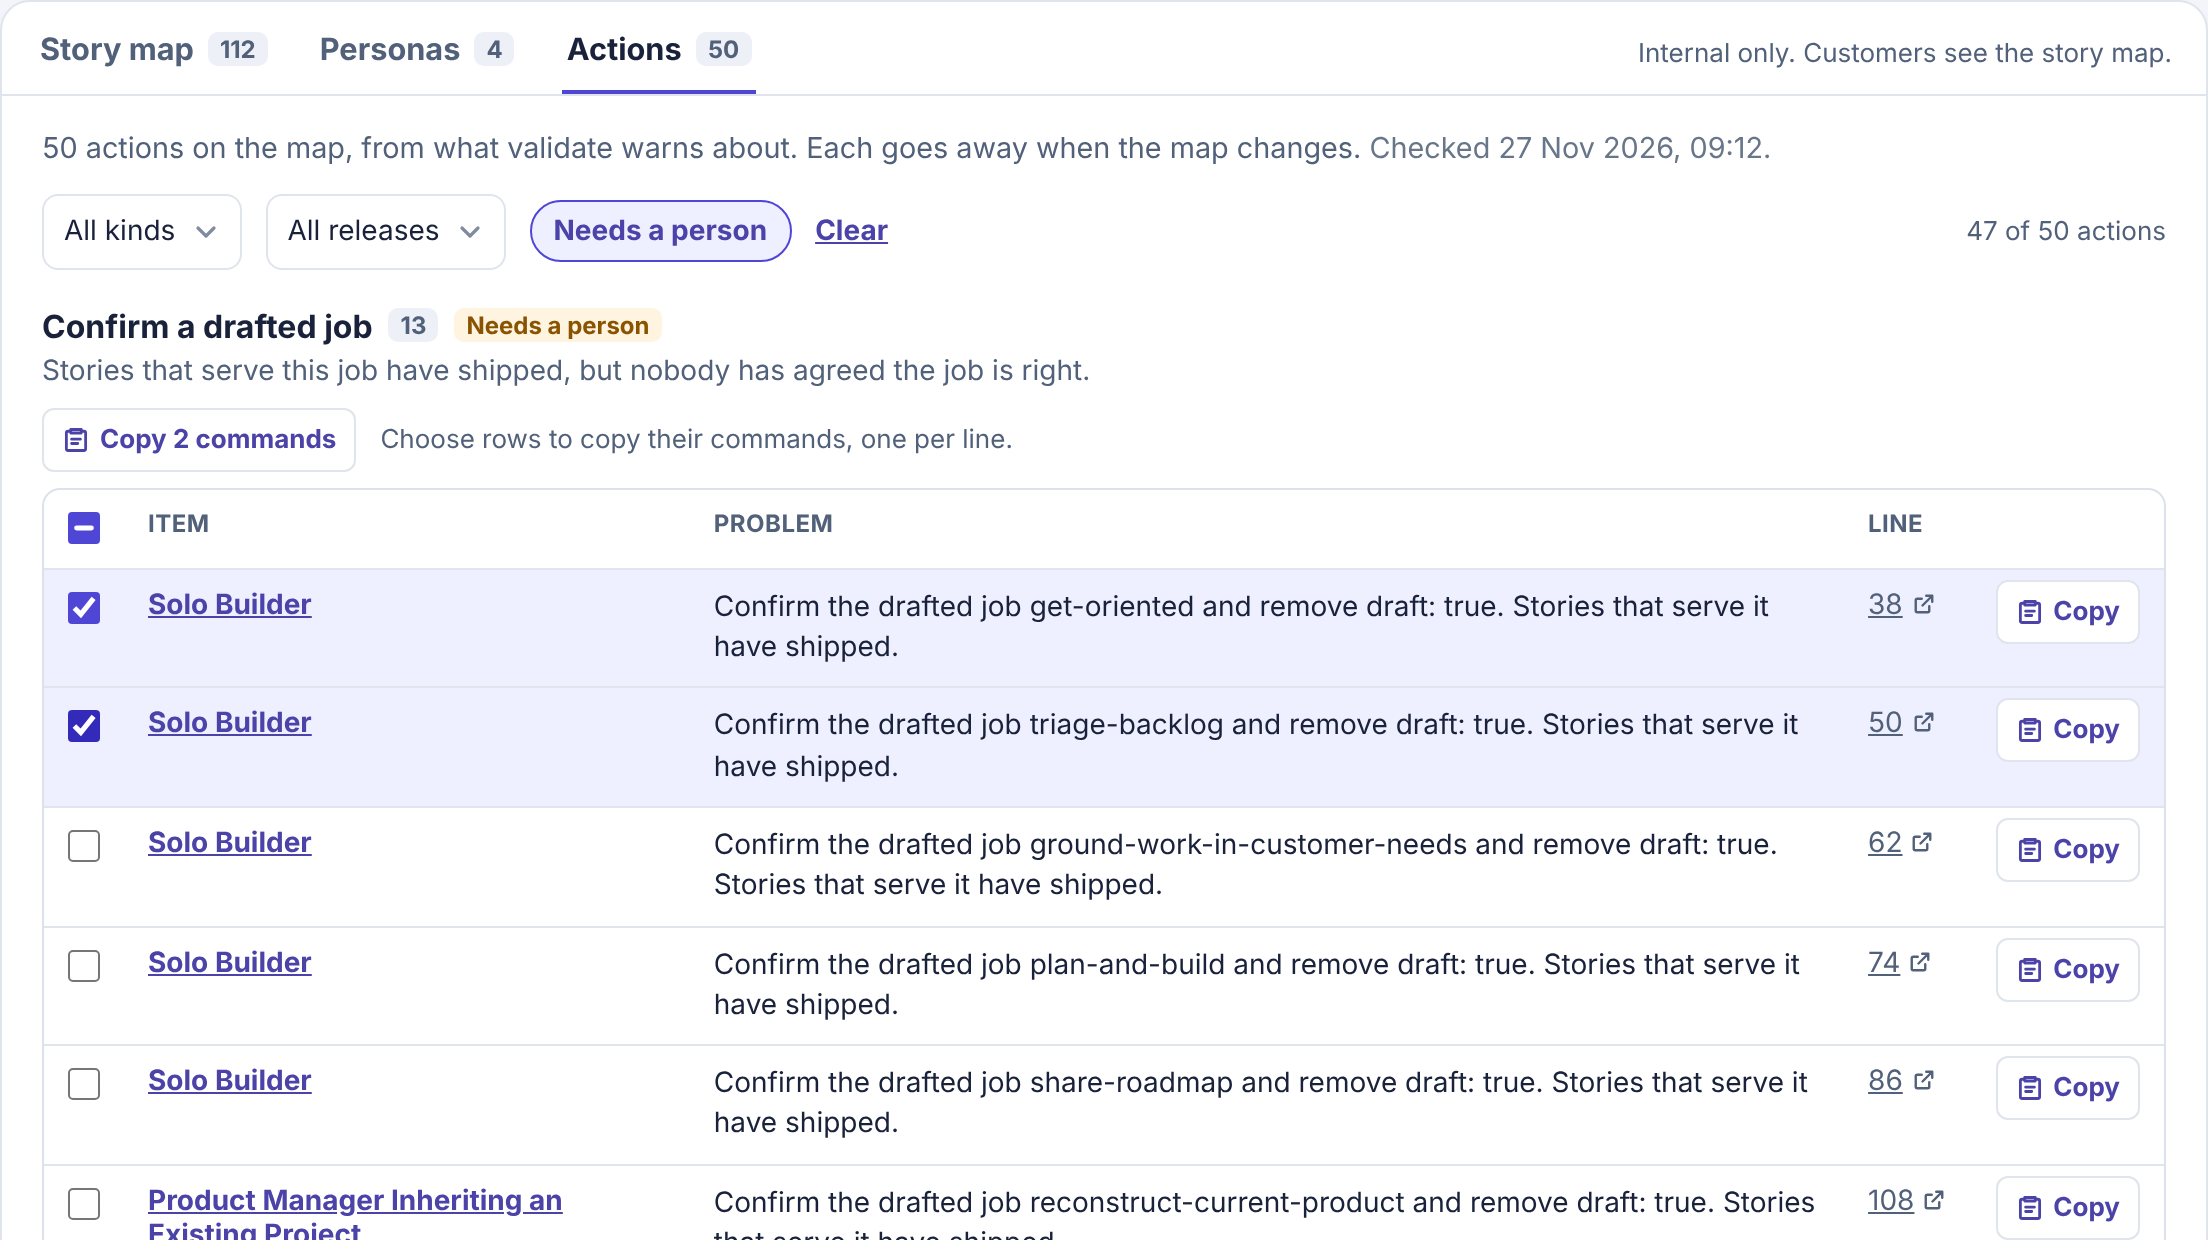 Story map 112 Personas 4 Actions 50 Internal only. Customers see the story map.
50 actions on the map, from what validate warns about. Each goes away when the map changes. Checked 27 Nov 2026, 09:12.
All kinds All releases Needs a person Clear 47 of 50 actions
Confirm a drafted job 13 Needs a person
Stories that serve this job have shipped, but nobody has agreed the job is right.
Copy 2 commands Choose rows to copy their commands, one per line.
ITEM PROBLEM LINE
Solo Builder Confirm the drafted job get-oriented and remove draft: true. Stories that serve it 38 Copy
have shipped.
Solo Builder Confirm the drafted job triage-backlog and remove draft: true. Stories that serve it 50 Copy
have shipped.
Solo Builder Confirm the drafted job ground-work-in-customer-needs and remove draft: true. 62 Copy
Stories that serve it have shipped.
Solo Builder Confirm the drafted job plan-and-build and remove draft: true. Stories that serve it 74 Copy
have shipped.
Solo Builder Confirm the drafted job share-roadmap and remove draft: true. Stories that serve it 86 Copy
have shipped.
Product Manager Inheriting an Confirm the drafted job reconstruct-current-product and remove draft: true. Stories 108 Copy
Existing Project that serve it have shipped.